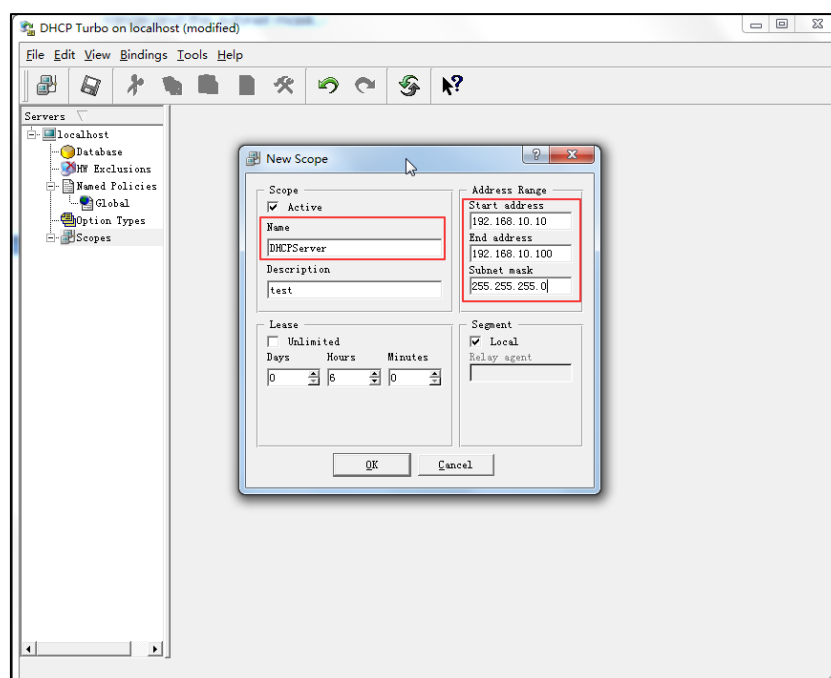 DHCP Turbo on localhost (modified)
File Edit View Bindings Tools Help
Servers
localhost
Database
HW Exclusions
Named Policies
Global
Option Types
Scopes
New Scope
Scope
Active
Name
DHCPServer
Description
test
Address Range
Start address
192.168.10.10
End address
192.168.10.100
Subnet mask
255.255.255.0
Lease
Unlimited
Days Hours Minutes
0 6 0
Segment
Local
Relay agent
OK Cancel